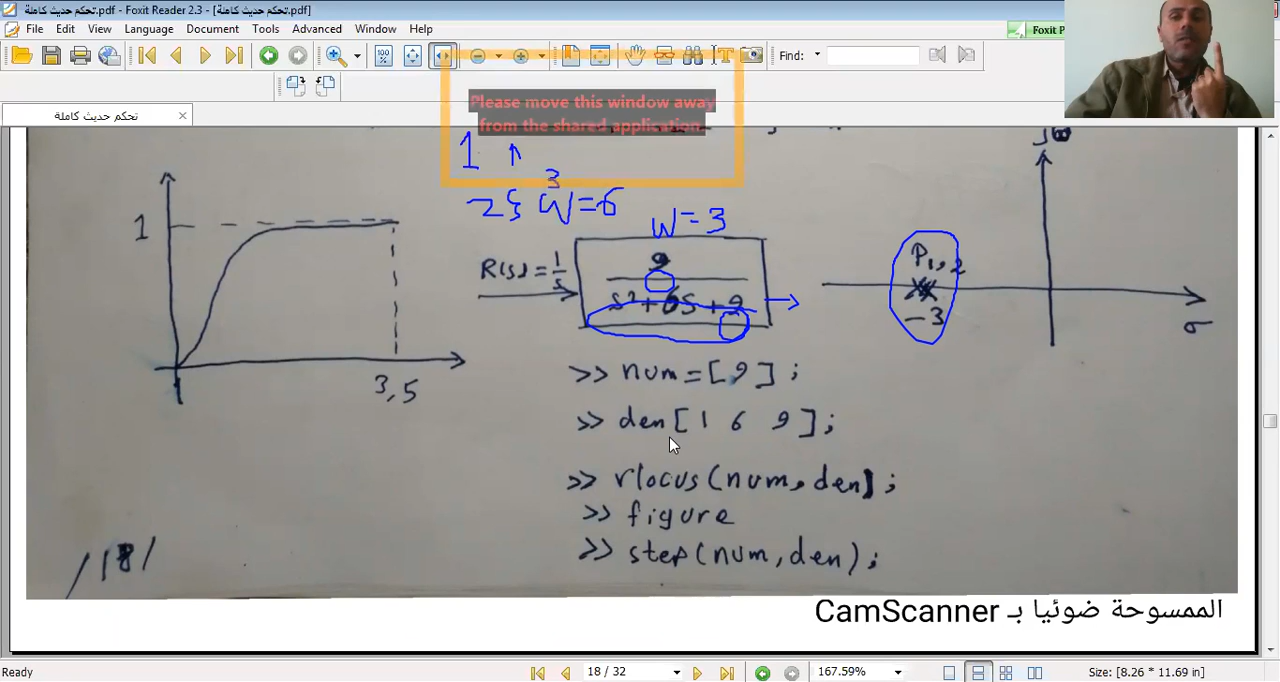 تحكم حديث كاملة.pdf - Foxit Reader 2.3 - [تحكم حديث كاملة.pdf]
File Edit View Language Document Tools Advanced Window Help
Foxit P
Find:
تحكم حديث كاملة
Please move this window away
from the shared application.
1
3
2ξ W=6
W=3
jω
1
R(s)=1/s
9
s²+6s+9
P1,2
-3
σ
3,5
>> num=[9];
>> den[1 6 9];
>> rlocus(num,den);
>> figure
>> step(num,den);
/18/
الممسوحة ضوئيا بـ CamScanner
Ready
18 / 32
167.59%
Size: [8.26 * 11.69 in]